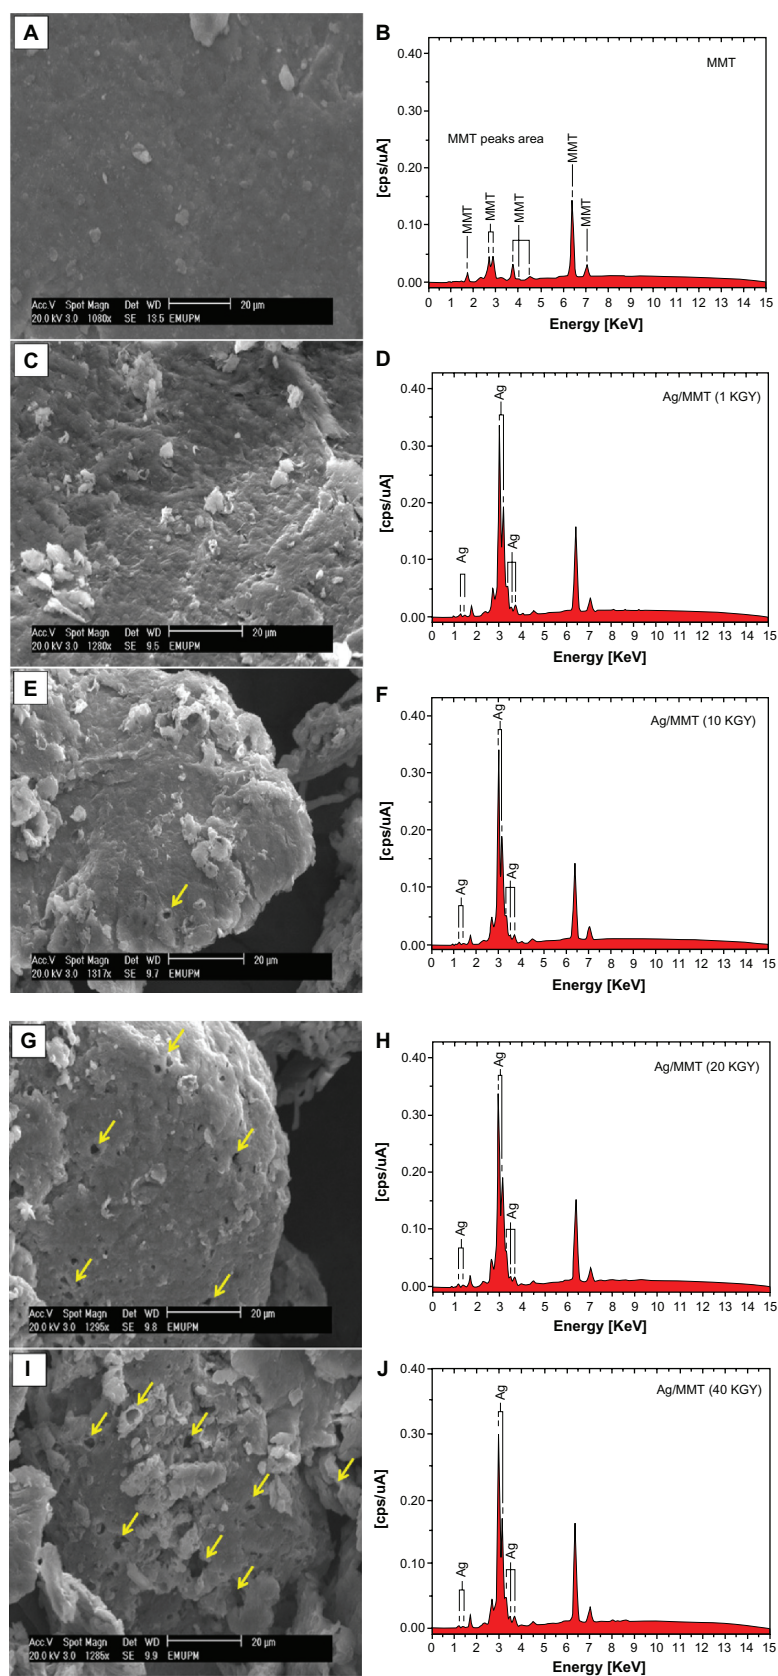 A
Acc.V Spot Magn Det WD 20 μm
20.0 kV 3.0 1080x SE 13.5 EMUPM
B
MMT
MMT peaks area
MMT
MMT
MMT
MMT
MMT
[cps/uA]
0.40
0.30
0.20
0.10
0.00
0 1 2 3 4 5 6 7 8 9 10 11 12 13 14 15
Energy [KeV]
C
Acc.V Spot Magn Det WD 20 μm
20.0 kV 3.0 1280x SE 9.5 EMUPM
D
Ag/MMT (1 KGY)
Ag
Ag
Ag
[cps/uA]
0.40
0.30
0.20
0.10
0.00
0 1 2 3 4 5 6 7 8 9 10 11 12 13 14 15
Energy [KeV]
E
Acc.V Spot Magn Det WD 20 μm
20.0 kV 3.0 1317x SE 9.7 EMUPM
F
Ag/MMT (10 KGY)
Ag
Ag
Ag
[cps/uA]
0.40
0.30
0.20
0.10
0.00
0 1 2 3 4 5 6 7 8 9 10 11 12 13 14 15
Energy [KeV]
G
Acc.V Spot Magn Det WD 20 μm
20.0 kV 3.0 1295x SE 9.8 EMUPM
H
Ag/MMT (20 KGY)
Ag
Ag
Ag
[cps/uA]
0.40
0.30
0.20
0.10
0.00
0 1 2 3 4 5 6 7 8 9 10 11 12 13 14 15
Energy [KeV]
I
Acc.V Spot Magn Det WD 20 μm
20.0 kV 3.0 1285x SE 9.9 EMUPM
J
Ag/MMT (40 KGY)
Ag
Ag
Ag
[cps/uA]
0.40
0.30
0.20
0.10
0.00
0 1 2 3 4 5 6 7 8 9 10 11 12 13 14 15
Energy [KeV]